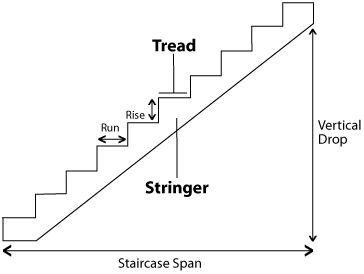 Tread
Rise
Run
Vertical
Drop
Stringer
Staircase Span